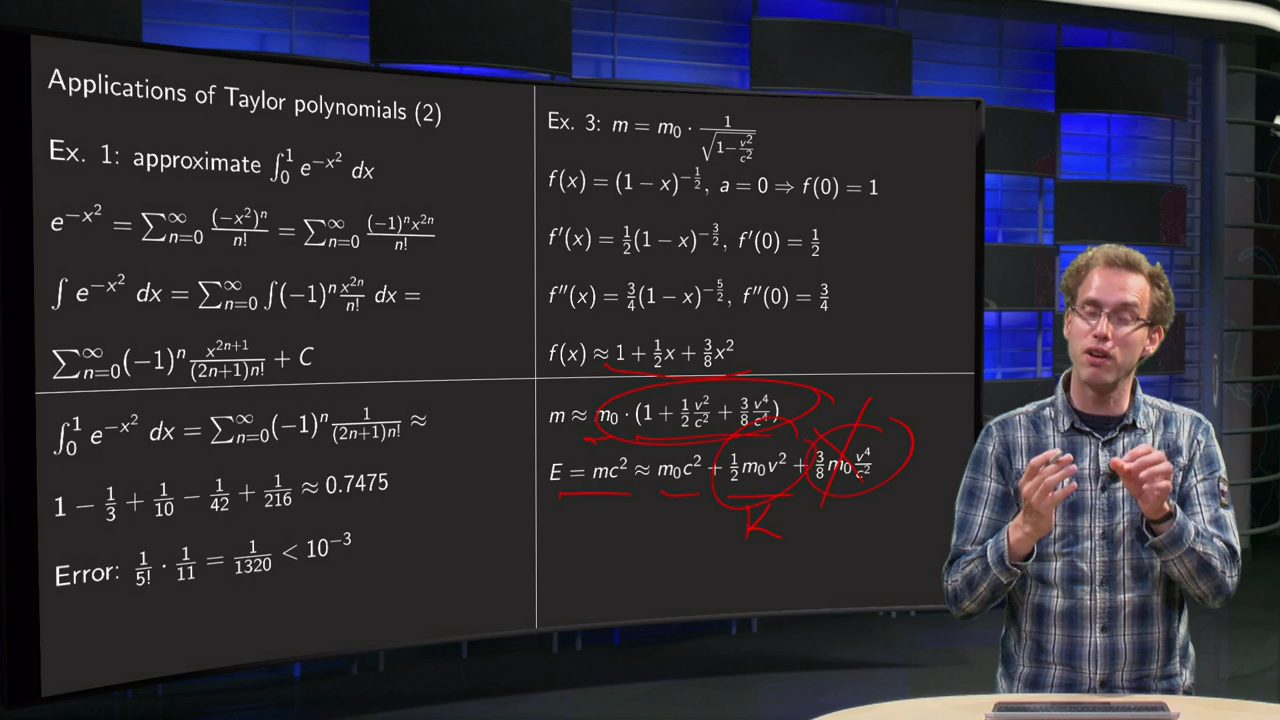 Applications of Taylor polynomials (2)
Ex. 1: approximate ∫₀¹ e^{-x²} dx
e^{-x²} = ∑_{n=0}^{∞} (-x²)ⁿ/n! = ∑_{n=0}^{∞} (-1)ⁿx²ⁿ/n!
∫ e^{-x²} dx = ∑_{n=0}^{∞} ∫(-1)ⁿ x²ⁿ/n! dx =
∑_{n=0}^{∞}(-1)ⁿ x^{2n+1}/((2n+1)n!) + C
∫₀¹ e^{-x²} dx = ∑_{n=0}^{∞}(-1)ⁿ 1/((2n+1)n!) ≈
1 - 1/3 + 1/10 - 1/42 + 1/216 ≈ 0.7475
Error: 1/5! · 1/11 = 1/1320 < 10⁻³
Ex. 3: m = m₀ · 1/√(1-v²/c²)
f(x) = (1 - x)^{-1/2}, a = 0 ⇒ f(0) = 1
f′(x) = 1/2(1 - x)^{-3/2}, f′(0) = 1/2
f″(x) = 3/4(1 - x)^{-5/2}, f″(0) = 3/4
f(x) ≈ 1 + 1/2x + 3/8x²
m ≈ m₀ · (1 + 1/2 v²/c² + 3/8 v⁴/c⁴)
E = mc² ≈ m₀c² + 1/2m₀v² + 3/8m₀ v⁴/c²
K